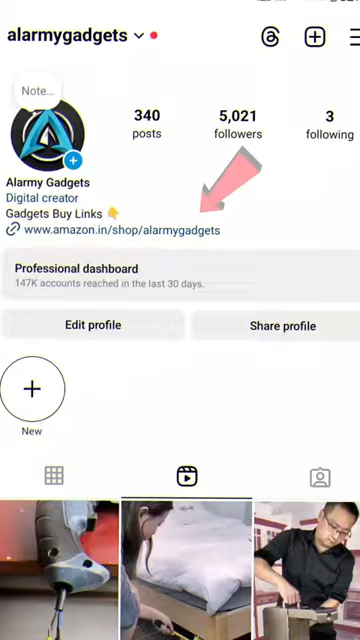 alarmygadgets
Note...
340
posts
5,021
followers
3
following
Alarmy Gadgets
Digital creator
Gadgets Buy Links 👇
www.amazon.in/shop/alarmygadgets
Professional dashboard
147K accounts reached in the last 30 days.
Edit profile
Share profile
New